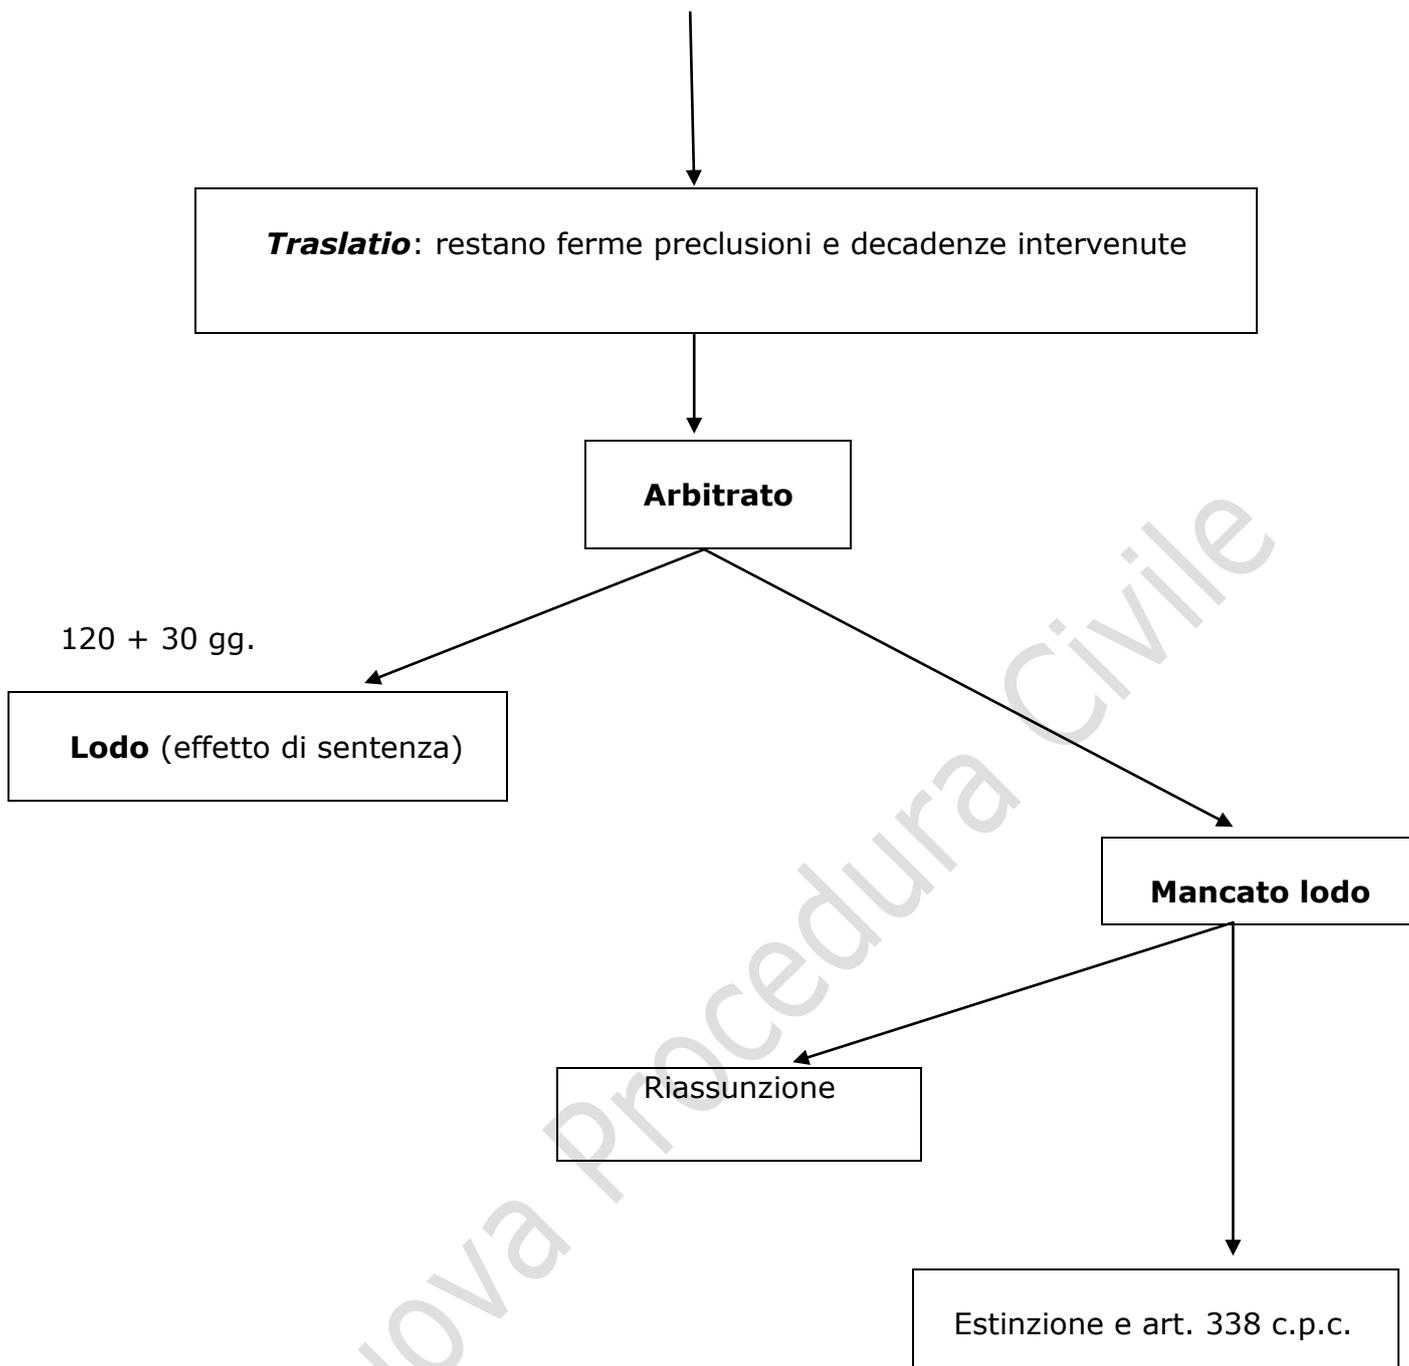 Traslatio: restano ferme preclusioni e decadenze intervenute
Arbitrato
120 + 30 gg.
Lodo (effetto di sentenza)
Mancato lodo
Riassunzione
Estinzione e art. 338 c.p.c.
ova Procedura Civile